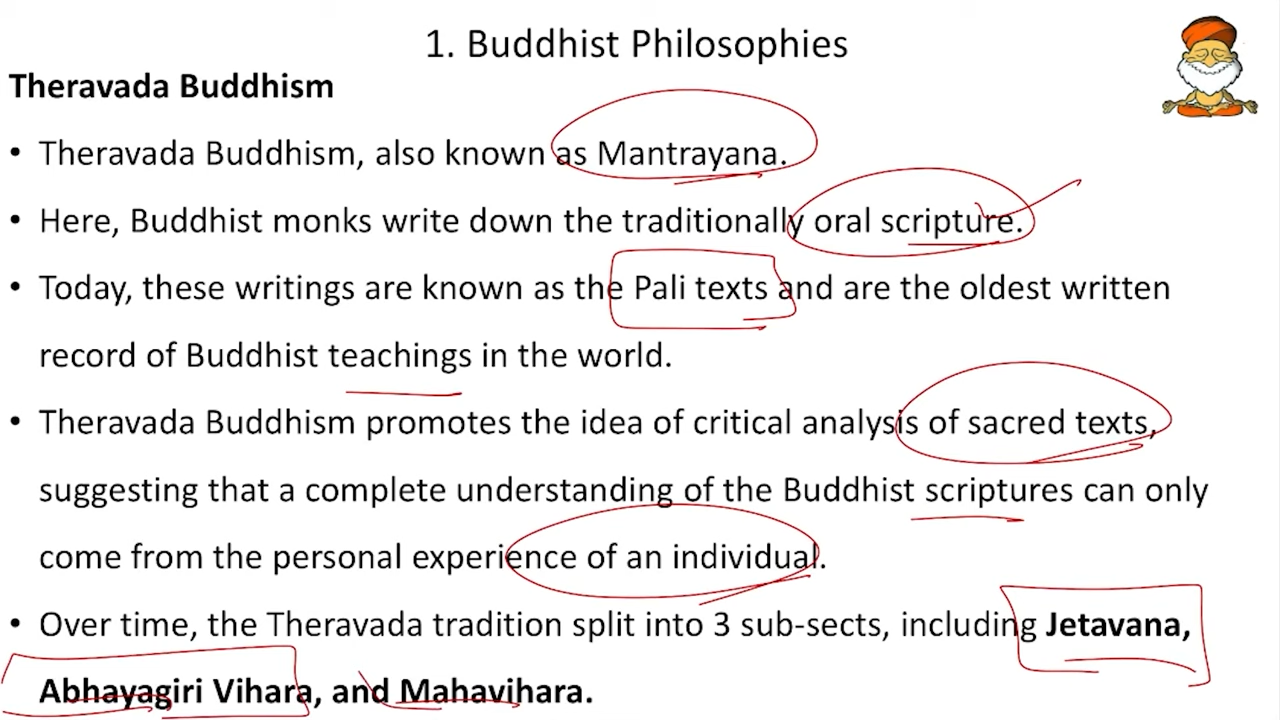 1. Buddhist Philosophies
Theravada Buddhism
• Theravada Buddhism, also known as Mantrayana.
• Here, Buddhist monks write down the traditionally oral scripture.
• Today, these writings are known as the Pali texts and are the oldest written
record of Buddhist teachings in the world.
• Theravada Buddhism promotes the idea of critical analysis of sacred texts,
suggesting that a complete understanding of the Buddhist scriptures can only
come from the personal experience of an individual.
• Over time, the Theravada tradition split into 3 sub-sects, including Jetavana,
Abhayagiri Vihara, and Mahavihara.